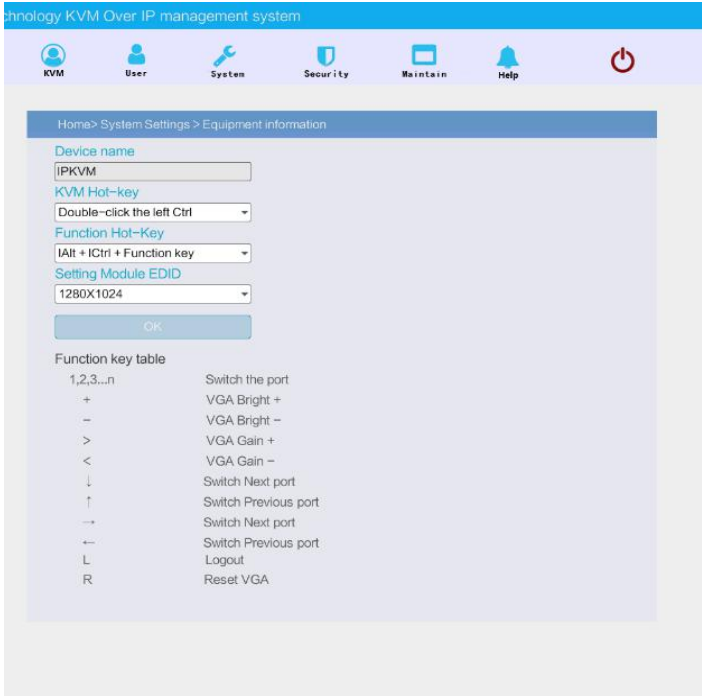 chnology KVM Over IP management system
KVM User System Security Maintain Help
Home> System Settings > Equipment information
Device name
IPKVM
KVM Hot-key
Double-click the left Ctrl
Function Hot-Key
lAlt + lCtrl + Function key
Setting Module EDID
1280X1024
OK
Function key table
1,2,3...n Switch the port
+ VGA Bright +
− VGA Bright −
> VGA Gain +
< VGA Gain −
↓ Switch Next port
↑ Switch Previous port
→ Switch Next port
← Switch Previous port
L Logout
R Reset VGA